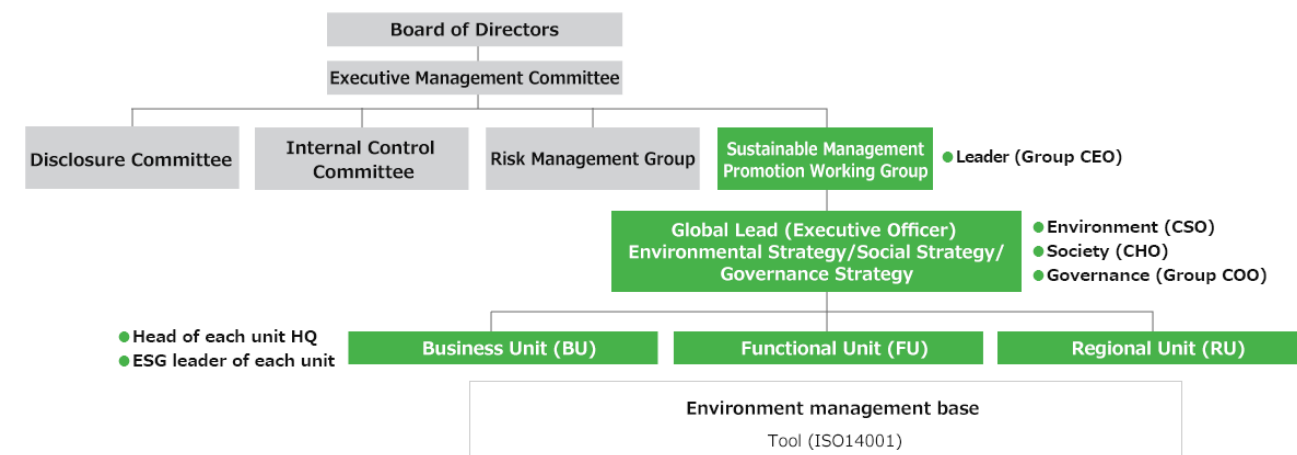 Board of Directors
Executive Management Committee
Disclosure Committee
Internal Control
Committee
Risk Management Group
Sustainable Management
Promotion Working Group
Leader (Group CEO)
Global Lead (Executive Officer)
Environmental Strategy/Social Strategy/
Governance Strategy
Environment (CSO)
Society (CHO)
Governance (Group COO)
Head of each unit HQ
ESG leader of each unit
Business Unit (BU)
Functional Unit (FU)
Regional Unit (RU)
Environment management base
Tool (ISO14001)